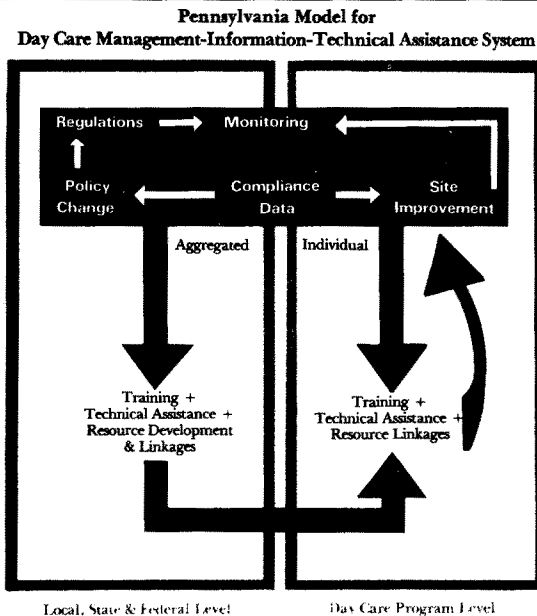 Pennsylvania Model for
Day Care Management-Information-Technical Assistance System
Regulations
Monitoring
Policy
Change
Compliance
Data
Site
Improvement
Aggregated
Individual
Training +
Technical Assistance +
Resource Development
& Linkages
Training +
Technical Assistance +
Resource Linkages
Local, State & Federal Level
Day Care Program Level